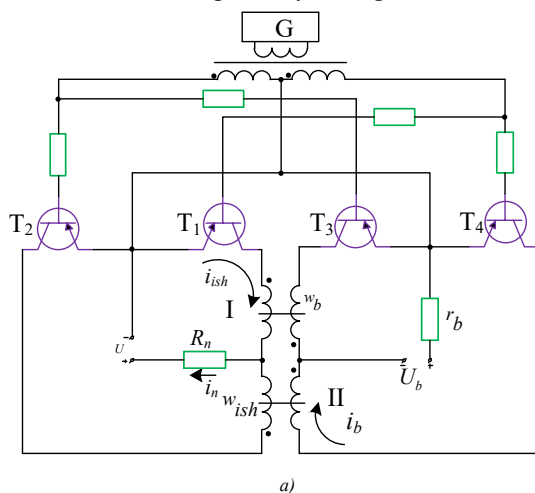 G
T2
T1
T3
T4
i_ish
w_b
I
r_b
U
- +
R_n
U_b
- +
i_n
w_ish
II
i_b
a)